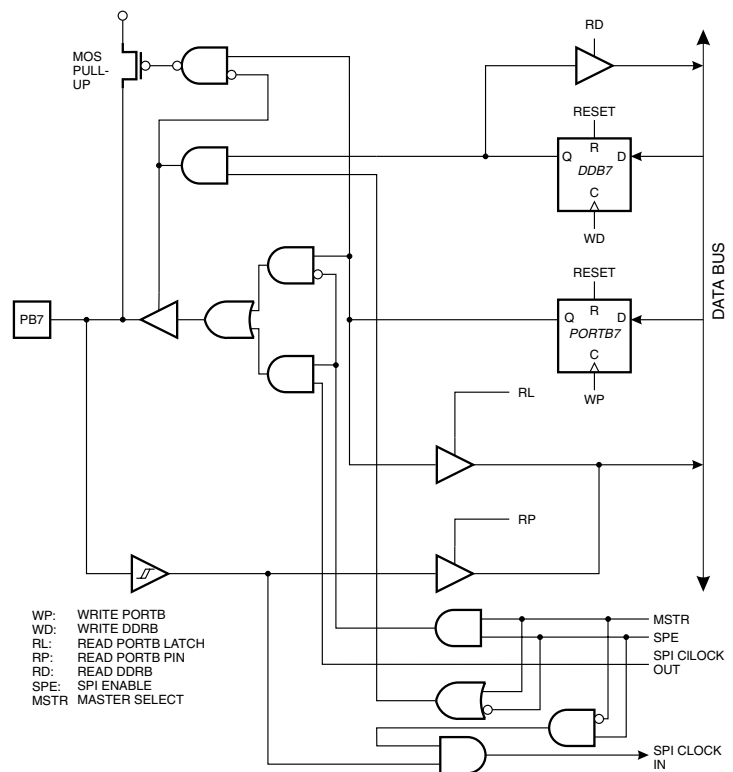 RD
MOS
PULL-
UP
RESET
R
Q
D
DDB7
C
WD
RESET
R
Q
D
PORTB7
C
WP
DATA BUS
PB7
RL
RP
WP: WRITE PORTB
WD: WRITE DDRB
RL: READ PORTB LATCH
RP: READ PORTB PIN
RD: READ DDRB
SPE: SPI ENABLE
MSTR MASTER SELECT
MSTR
SPE
SPI CILOCK
OUT
SPI CLOCK
IN